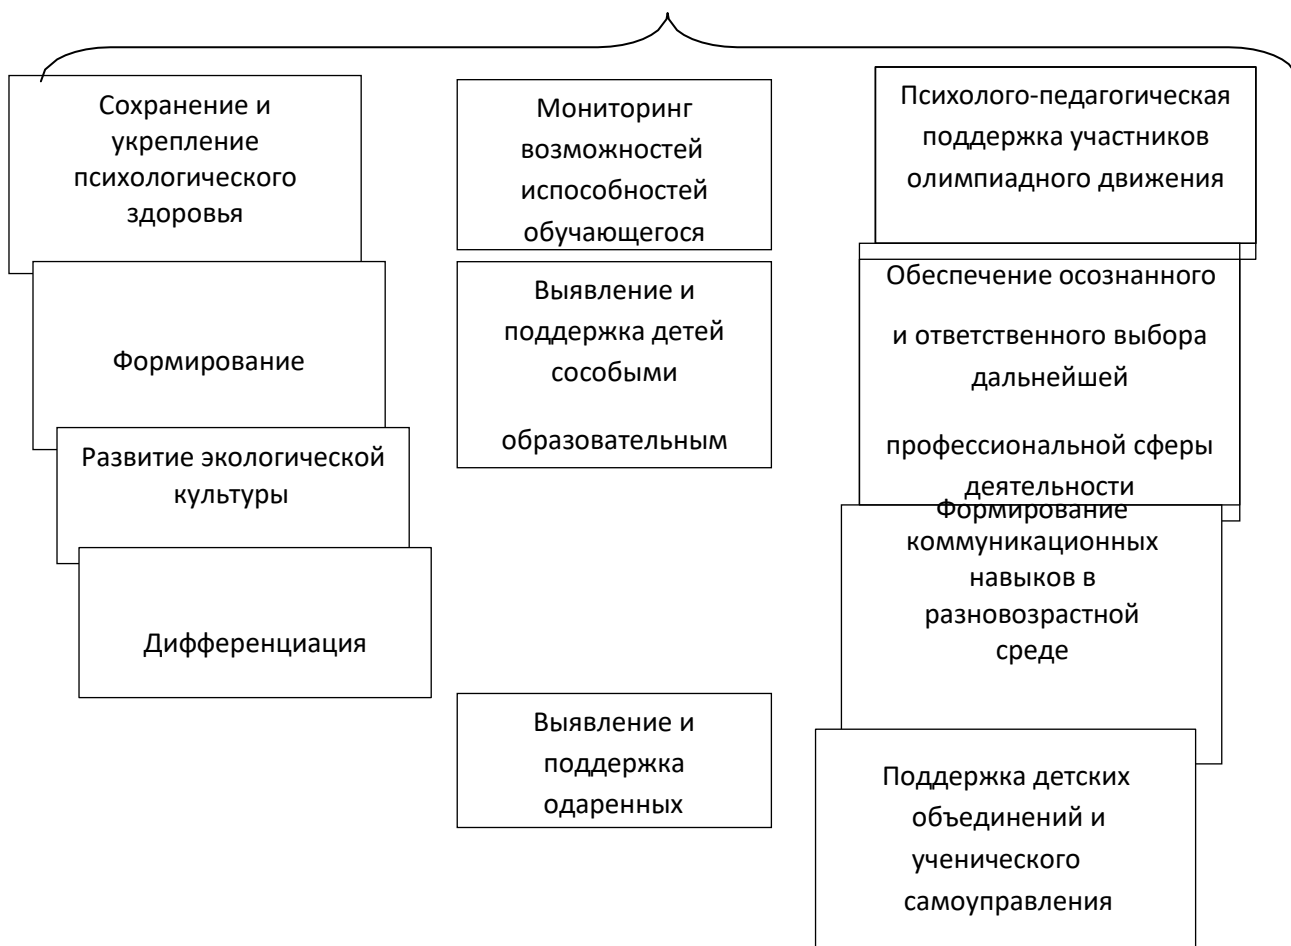 Сохранение и
укрепление
психологического
здоровья
Формирование
Развитие экологической
культуры
Дифференциация
Мониторинг
возможностей
испособностей
обучающегося
Выявление и
поддержка детей
сособыми
образовательным
Выявление и
поддержка
одаренных
Психолого-педагогическая
поддержка участников
олимпиадного движения
Обеспечение осознанного
и ответственного выбора
дальнейшей
профессиональной сферы
деятельности
Формирование
коммуникационных
навыков в
разновозрастной
среде
Поддержка детских
объединений и
ученического
самоуправления